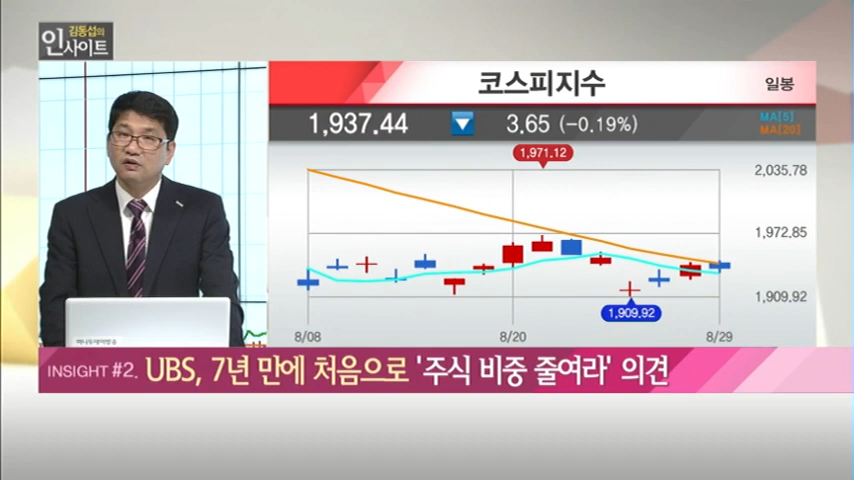 김동섭의
인사이트
코스피지수
일봉
1,937.44 ▼ 3.65 (-0.19%)
MA[5]
MA[20]
1,971.12
2,035.78
1,972.85
1,909.92
1,909.92
8/08 8/20 8/29
INSIGHT #2. UBS, 7년 만에 처음으로 '주식 비중 줄여라' 의견